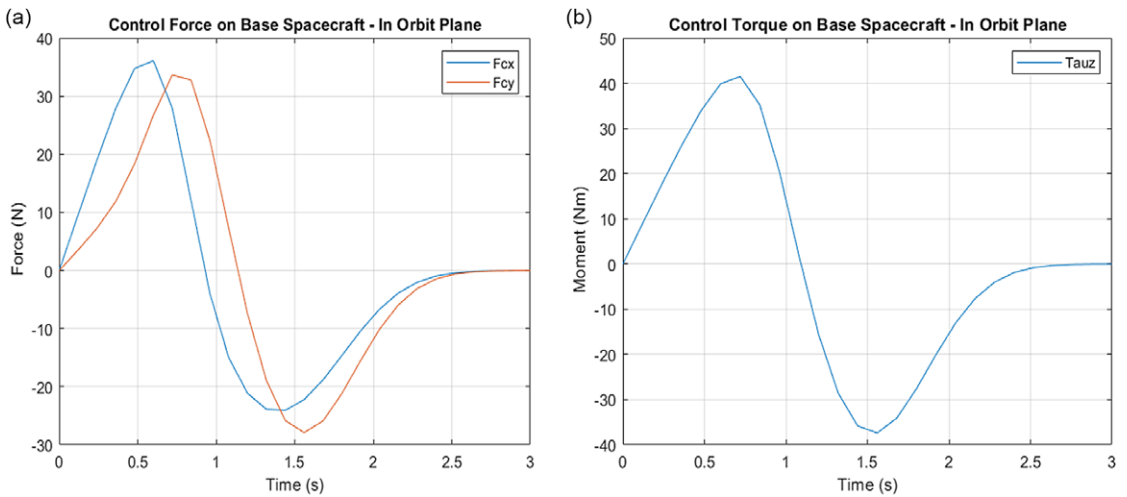 (a)
Control Force on Base Spacecraft - In Orbit Plane
Fcx
Fcy
40
30
20
10
0
-10
-20
-30
Force (N)
0 0.5 1 1.5 2 2.5 3
Time (s)
(b)
Control Torque on Base Spacecraft - In Orbit Plane
Tauz
50
40
30
20
10
0
-10
-20
-30
-40
Moment (Nm)
0 0.5 1 1.5 2 2.5 3
Time (s)